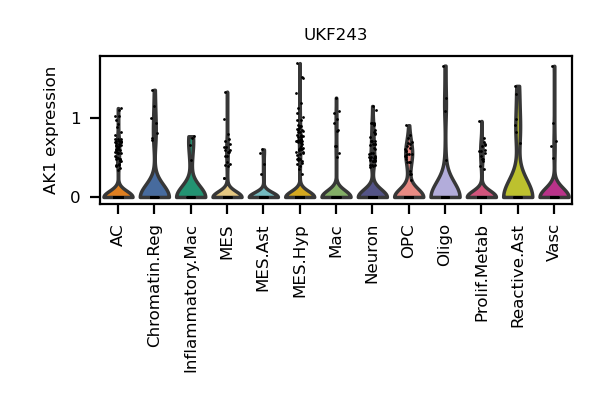 UKF243
AK1 expression
1
0
AC
Chromatin.Reg
Inflammatory.Mac
MES
MES.Ast
MES.Hyp
Mac
Neuron
OPC
Oligo
Prolif.Metab
Reactive.Ast
Vasc